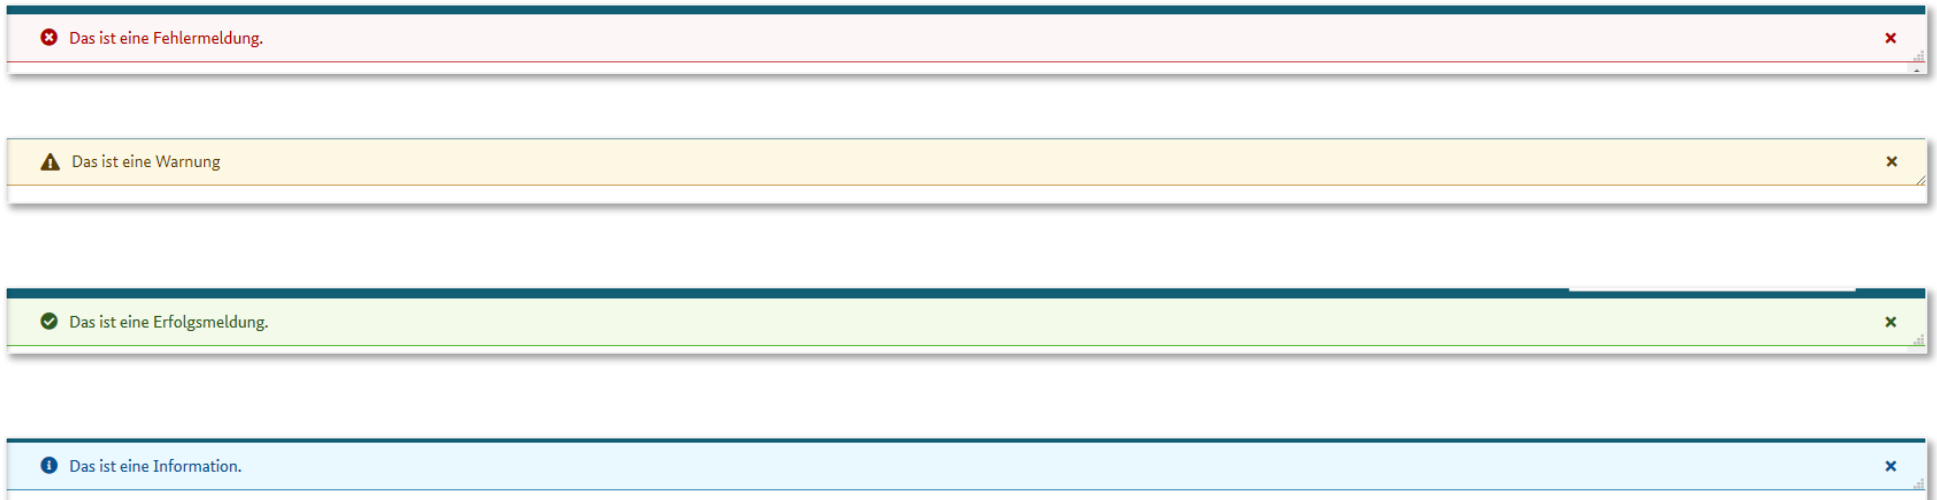 Das ist eine Fehlermeldung.
Das ist eine Warnung
Das ist eine Erfolgsmeldung.
Das ist eine Information.